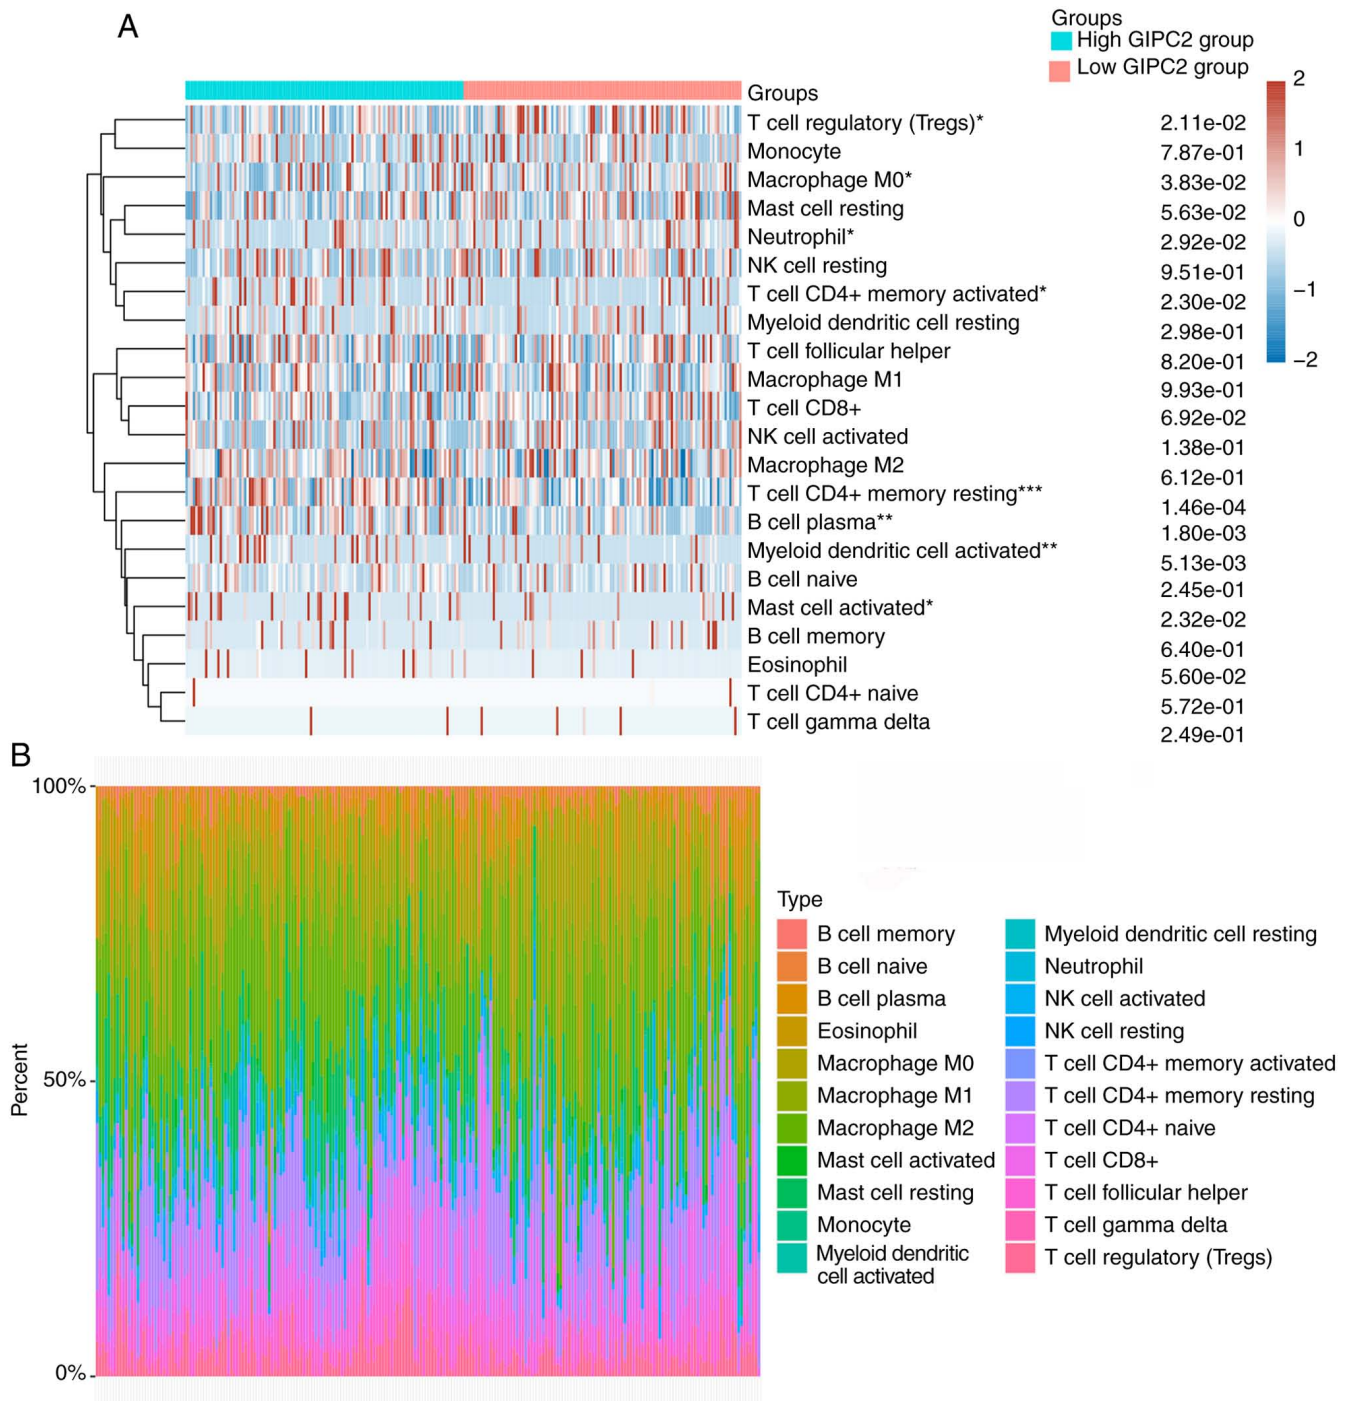 A
Groups
High GIPC2 group
Low GIPC2 group
Groups
2
1
0
−1
−2
T cell regulatory (Tregs)* 2.11e-02
Monocyte 7.87e-01
Macrophage M0* 3.83e-02
Mast cell resting 5.63e-02
Neutrophil* 2.92e-02
NK cell resting 9.51e-01
T cell CD4+ memory activated* 2.30e-02
Myeloid dendritic cell resting 2.98e-01
T cell follicular helper 8.20e-01
Macrophage M1 9.93e-01
T cell CD8+ 6.92e-02
NK cell activated 1.38e-01
Macrophage M2 6.12e-01
T cell CD4+ memory resting*** 1.46e-04
B cell plasma** 1.80e-03
Myeloid dendritic cell activated** 5.13e-03
B cell naive 2.45e-01
Mast cell activated* 2.32e-02
B cell memory 6.40e-01
Eosinophil 5.60e-02
T cell CD4+ naive 5.72e-01
T cell gamma delta 2.49e-01
B
100%
50%
0%
Percent
Type
B cell memory
B cell naive
B cell plasma
Eosinophil
Macrophage M0
Macrophage M1
Macrophage M2
Mast cell activated
Mast cell resting
Monocyte
Myeloid dendritic
cell activated
Myeloid dendritic cell resting
Neutrophil
NK cell activated
NK cell resting
T cell CD4+ memory activated
T cell CD4+ memory resting
T cell CD4+ naive
T cell CD8+
T cell follicular helper
T cell gamma delta
T cell regulatory (Tregs)